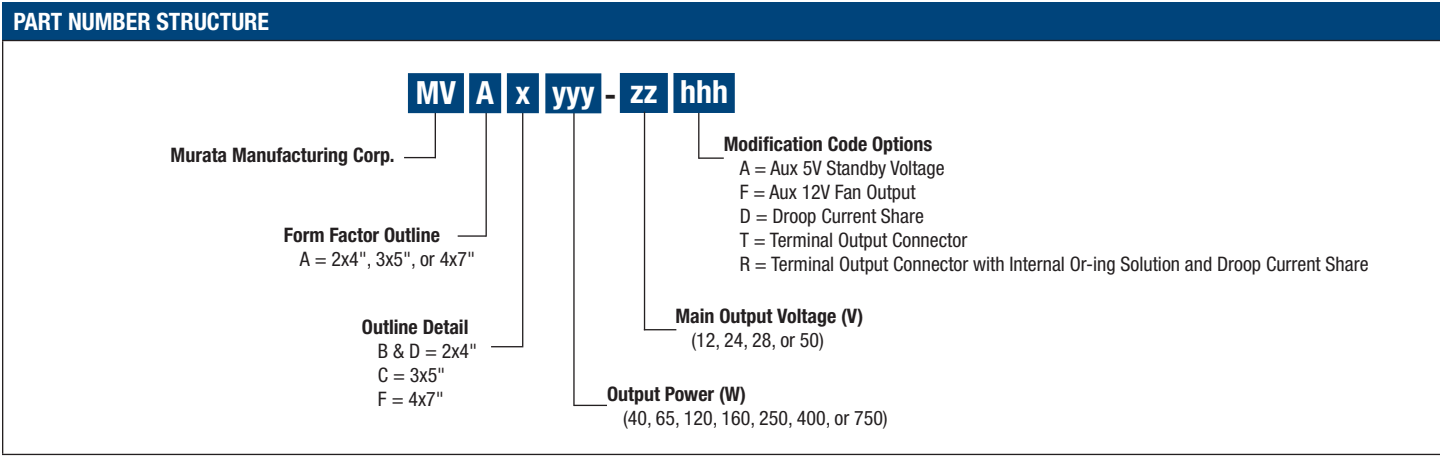 PART NUMBER STRUCTURE
MV A x yyy - zz hhh
Murata Manufacturing Corp.
Form Factor Outline
A = 2x4", 3x5", or 4x7"
Outline Detail
B & D = 2x4"
C = 3x5"
F = 4x7"
Output Power (W)
(40, 65, 120, 160, 250, 400, or 750)
Main Output Voltage (V)
(12, 24, 28, or 50)
Modification Code Options
A = Aux 5V Standby Voltage
F = Aux 12V Fan Output
D = Droop Current Share
T = Terminal Output Connector
R = Terminal Output Connector with Internal Or-ing Solution and Droop Current Share